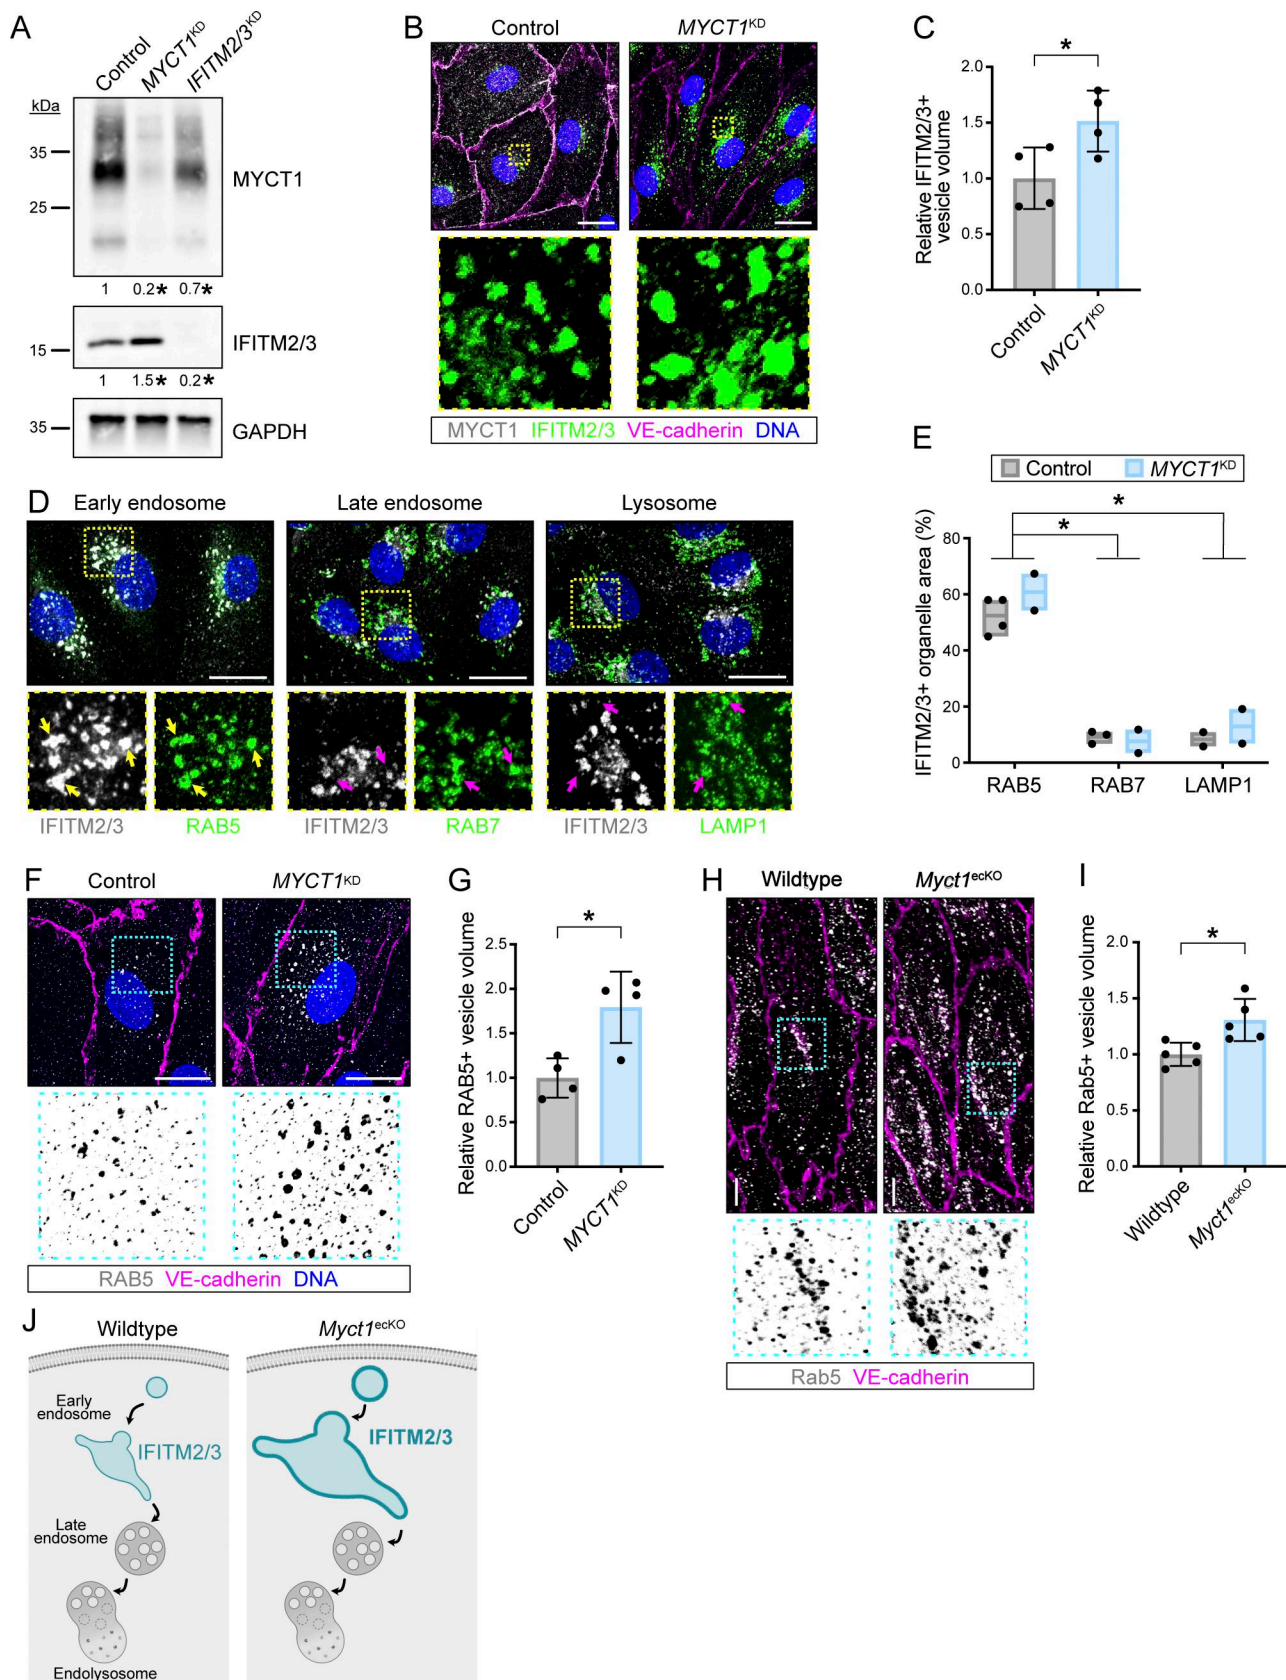 A
Control
MYCT1KD
IFITM2/3KD
kDa
35
25
MYCT1
1 0.2* 0.7*
15
IFITM2/3
1 1.5* 0.2*
35
GAPDH
B
Control MYCT1KD
MYCT1 IFITM2/3 VE-cadherin DNA
C
*
Relative IFITM2/3+
vesicle volume
2.0
1.5
1.0
0.5
0.0
Control
MYCT1KD
D
Early endosome Late endosome Lysosome
IFITM2/3 RAB5 IFITM2/3 RAB7 IFITM2/3 LAMP1
E
Control MYCT1KD
*
*
IFITM2/3+ organelle area (%)
80
60
40
20
0
RAB5 RAB7 LAMP1
F
Control MYCT1KD
RAB5 VE-cadherin DNA
G
*
Relative RAB5+ vesicle volume
2.5
2.0
1.5
1.0
0.5
0.0
Control
MYCT1KD
H
Wildtype Myct1ecKO
Rab5 VE-cadherin
I
*
Relative Rab5+ vesicle volume
2.0
1.5
1.0
0.5
0.0
Wildtype
Myct1ecKO
J
Wildtype Myct1ecKO
Early
endosome
IFITM2/3
IFITM2/3
Late
endosome
Endolysosome